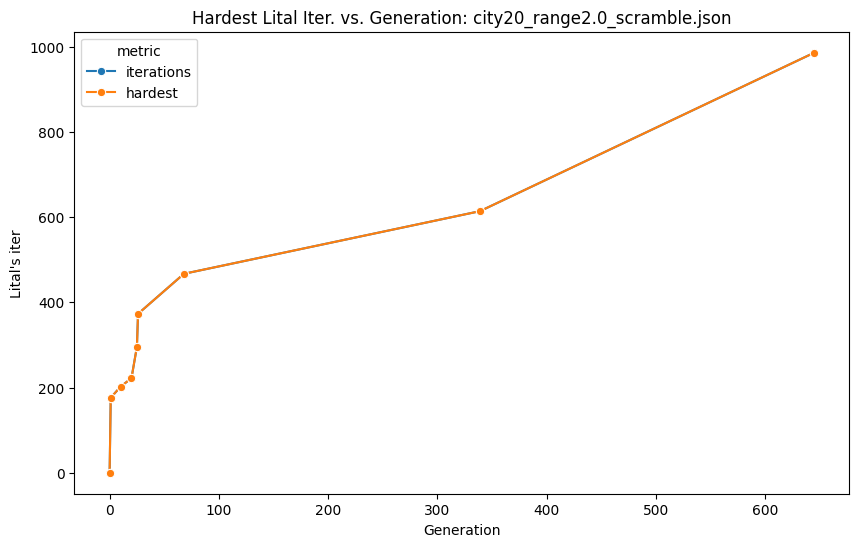 Hardest Lital Iter. vs. Generation: city20_range2.0_scramble.json
metric
iterations
hardest
1000
800
600
400
200
0
Lital's iter
0 100 200 300 400 500 600
Generation